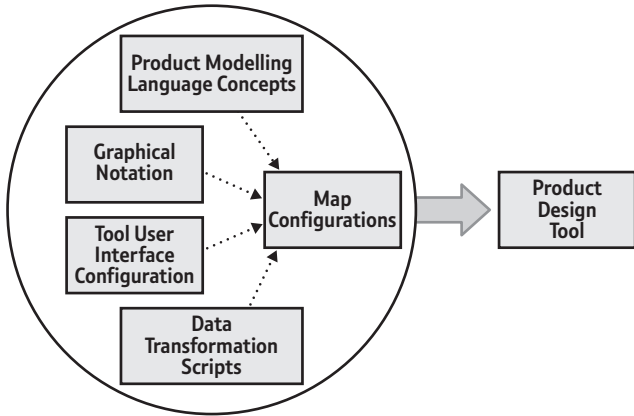 Product Modelling
Language Concepts
Graphical
Notation
Map
Configurations
Product
Design
Tool
Tool User
Interface
Configuration
Data
Transformation
Scripts